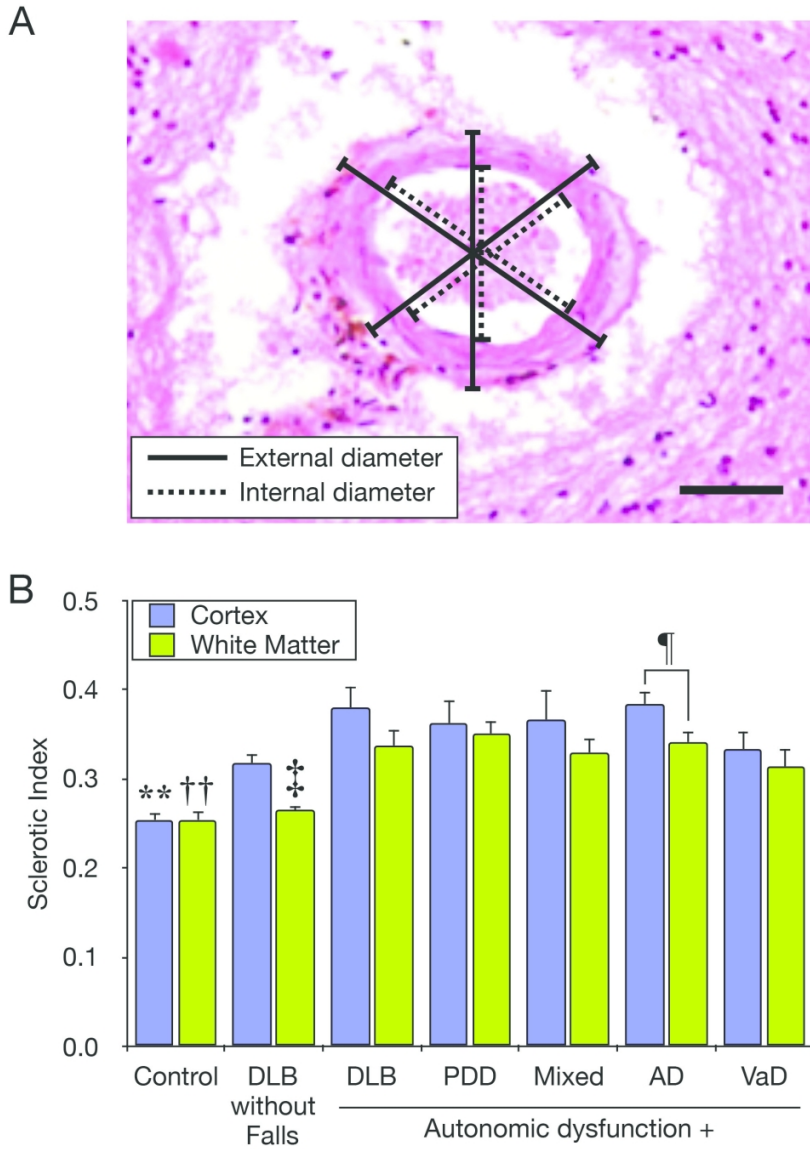 A
External diameter
Internal diameter
B
Cortex
White Matter
¶
** †† ‡
Sclerotic Index
0.5
0.4
0.3
0.2
0.1
0.0
Control
DLB without Falls
DLB
PDD
Mixed
AD
VaD
Autonomic dysfunction +